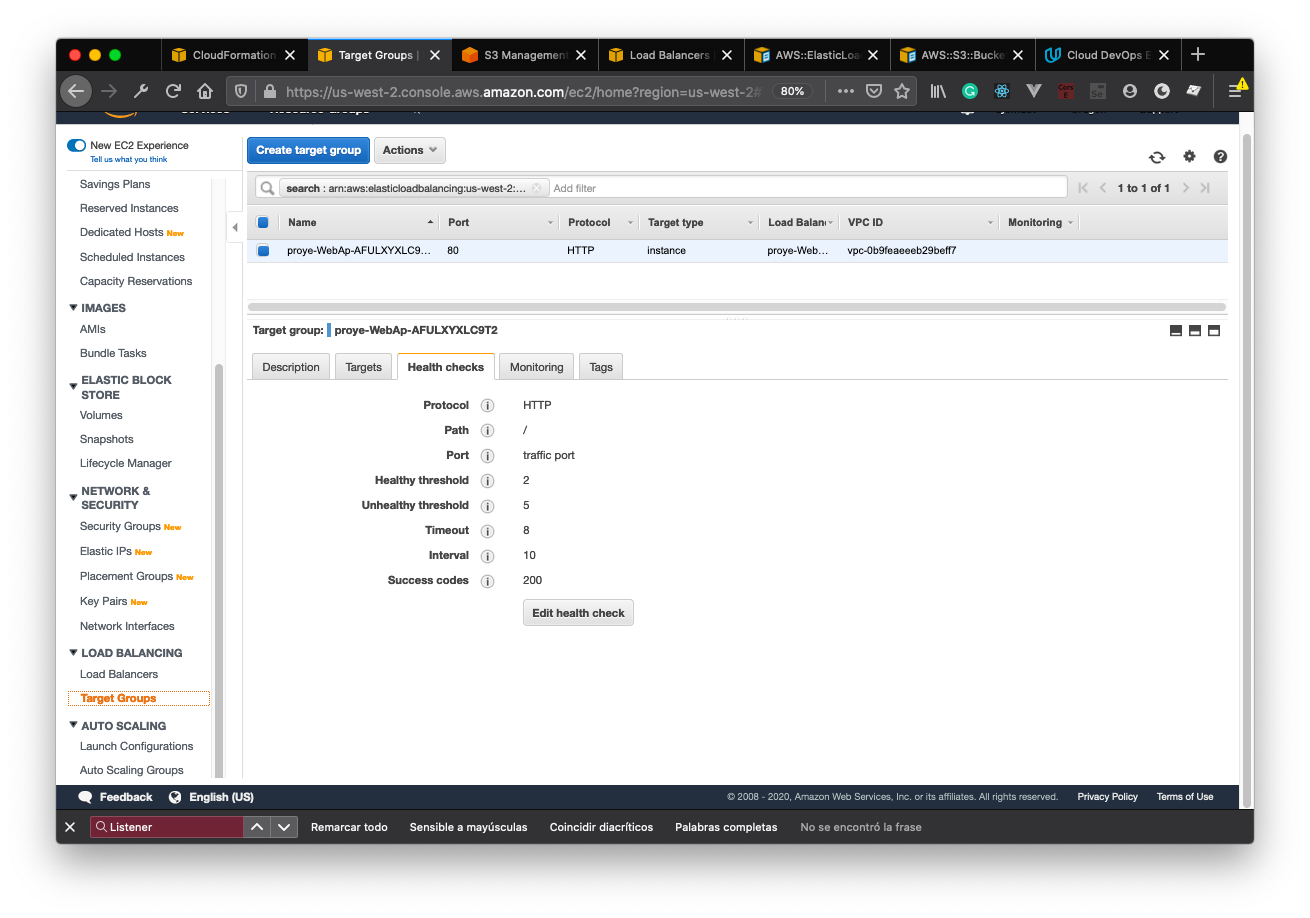 CloudFormation
Target Groups |
S3 Management
Load Balancers
AWS::ElasticLoa
AWS::S3::Bucke
Cloud DevOps E
https://us-west-2.console.aws.amazon.com/ec2/home?region=us-west-2#
80%
New EC2 Experience
Tell us what you think
Savings Plans
Reserved Instances
Dedicated Hosts New
Scheduled Instances
Capacity Reservations
IMAGES
AMIs
Bundle Tasks
ELASTIC BLOCK
STORE
Volumes
Snapshots
Lifecycle Manager
NETWORK &
SECURITY
Security Groups New
Elastic IPs New
Placement Groups New
Key Pairs New
Network Interfaces
LOAD BALANCING
Load Balancers
Target Groups
AUTO SCALING
Launch Configurations
Auto Scaling Groups
Create target group
Actions
search : arn:aws:elasticloadbalancing:us-west-2:...
Add filter
1 to 1 of 1
Name Port Protocol Target type Load Balan VPC ID Monitoring
proye-WebAp-AFULXYXLC9... 80 HTTP instance proye-Web... vpc-0b9feaeeeb29beff7
Target group: proye-WebAp-AFULXYXLC9T2
Description Targets Health checks Monitoring Tags
Protocol HTTP
Path /
Port traffic port
Healthy threshold 2
Unhealthy threshold 5
Timeout 8
Interval 10
Success codes 200
Edit health check
Feedback English (US)
© 2008 - 2020, Amazon Web Services, Inc. or its affiliates. All rights reserved. Privacy Policy Terms of Use
Listener
Remarcar todo Sensible a mayúsculas Coincidir diacríticos Palabras completas No se encontró la frase